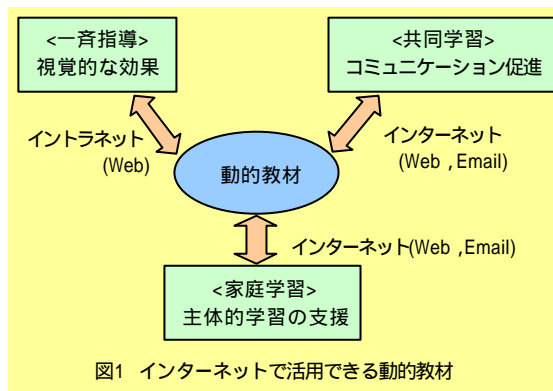 <一斉指導>
視覚的な効果
<共同学習>
コミュニケーション促進
イントラネット
(Web)
インターネット
(Web ,Email)
動的教材
インターネット(Web ,Email)
<家庭学習>
主体的学習の支援
図1 インターネットで活用できる動的教材